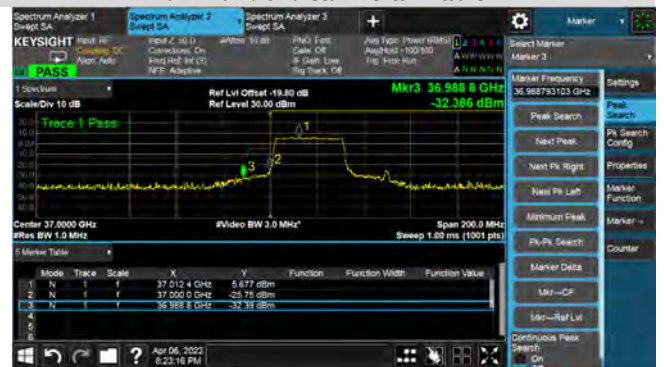 Spectrum Analyzer 1
Swept SA
Spectrum Analyzer 2
Swept SA
Spectrum Analyzer 3
Swept SA
+
Marker
KEYSIGHT
Input: RF
Coupling: DC
Align: Auto
Input Z: 50 Ω
Corrections: On
Freq Ref: Int (S)
NFE: Adaptive
#Atten: 10 dB
PNO: Fast
Gate: Off
IF Gain: Low
Sig Track: Off
Avg Type: Power (RMS)
Avg|Hold: >100/100
Trig: Free Run
PASS
Select Marker
Marker 3
1 Spectrum
Scale/Div 10 dB
Ref Lvl Offset -19.80 dB
Ref Level 30.00 dBm
Mkr3 36.988 8 GHz
-32.386 dBm
Trace 1 Pass
1
2
3
Center 37.0000 GHz
#Res BW 1.0 MHz
#Video BW 3.0 MHz*
Span 200.0 MHz
Sweep 1.00 ms (1001 pts)
5 Marker Table
Mode Trace Scale X Y Function Function Width Function Value
1 N 1 f 37.012 4 GHz 5.677 dBm
2 N 1 f 37.000 0 GHz -25.75 dBm
3 N 1 f 36.988 8 GHz -32.39 dBm
4
5
6
Marker Frequency
36.988793103 GHz
Peak Search
Next Peak
Next Pk Right
Next Pk Left
Minimum Peak
Pk-Pk Search
Marker Delta
Mkr→CF
Mkr→Ref Lvl
Continuous Peak
Search
On
Off
Settings
Peak
Search
Pk Search
Config
Properties
Marker
Function
Marker→
Counter
?
Apr 06, 2022
8:23:16 PM